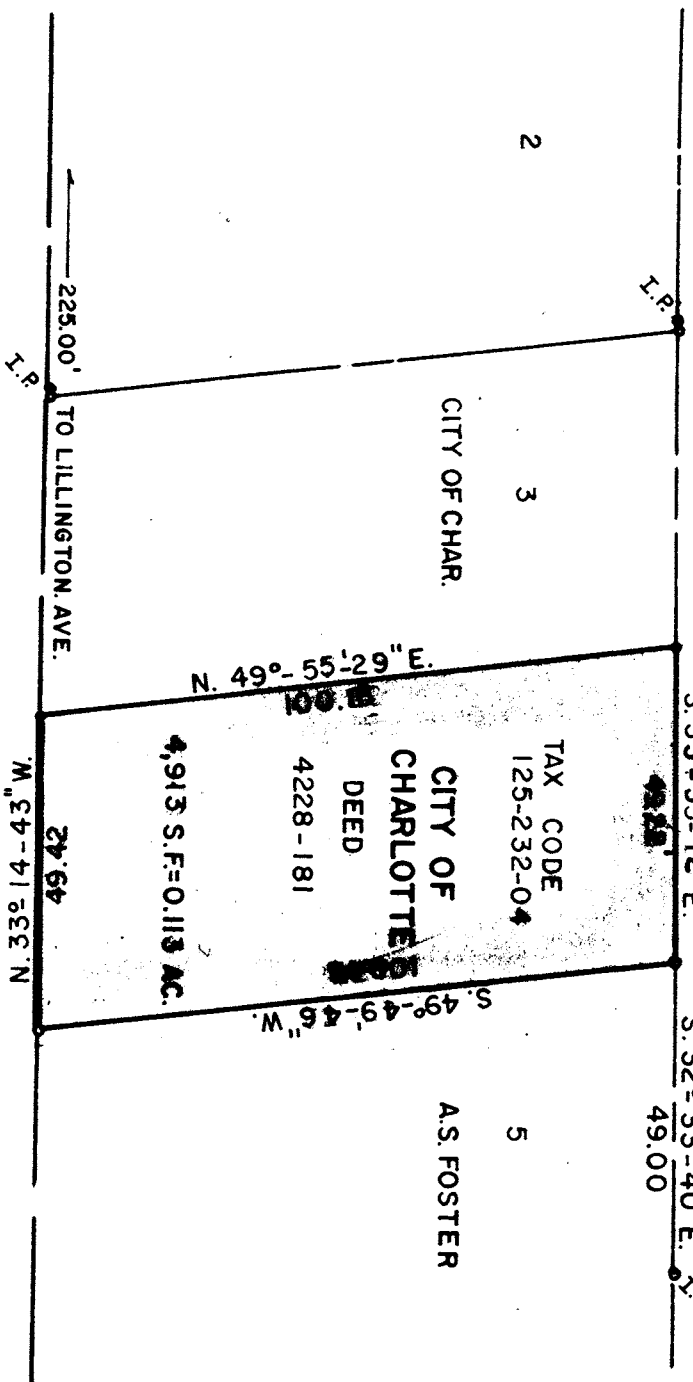 2
I.P.
I.P.
225.00' TO LILLINGTON AVE.
3
CITY OF CHAR.
N. 49°-55'-29" E.
TAX CODE
125-232-04
CITY OF
CHARLOTTE
DEED
4228-181
4,913 S.F.=0.113 AC.
49.64
N. 33°-14-43" W.
S. 49°-49'-46" W.
49.00
5
A.S. FOSTER